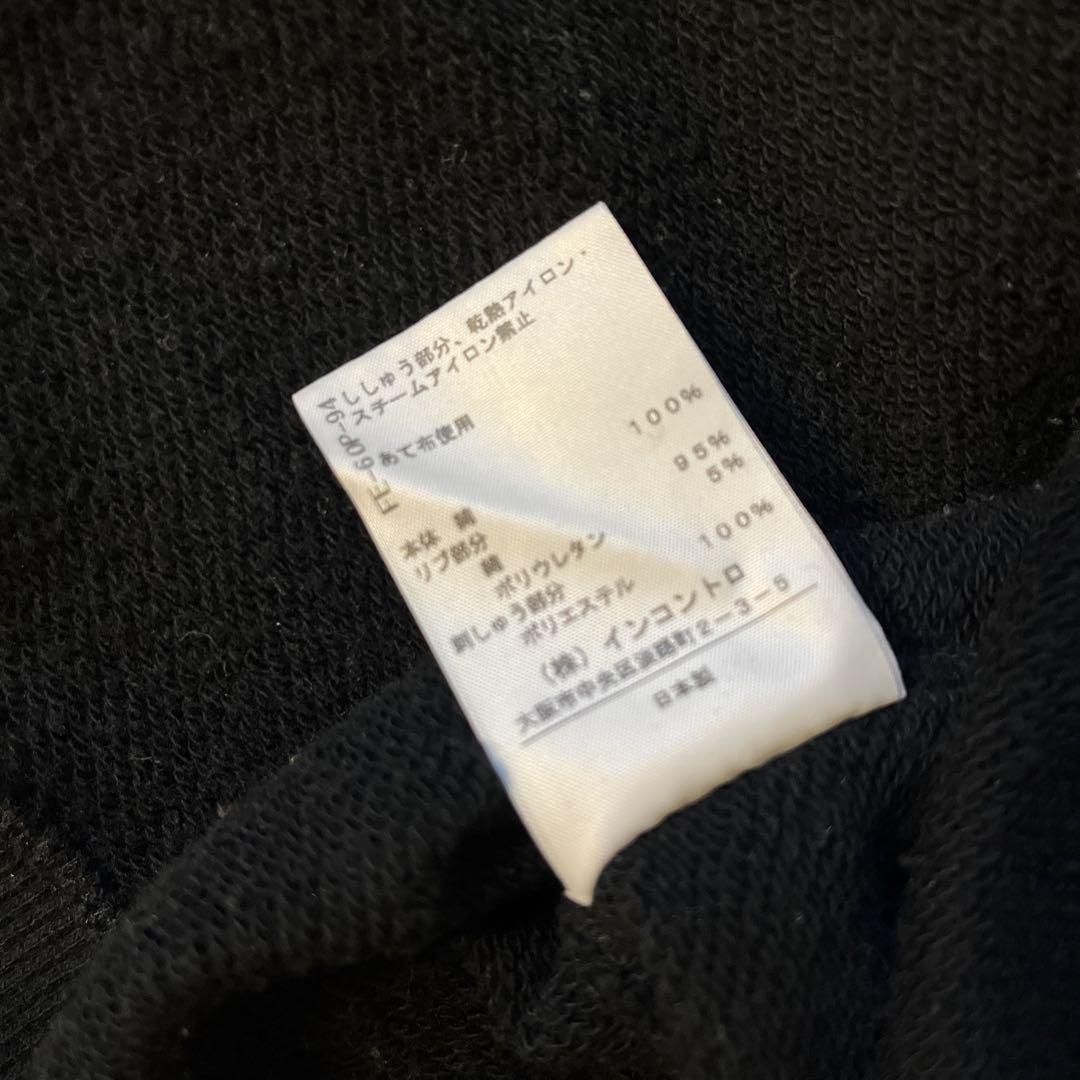 ししゅう部分、乾熱アイロン・
スチームアイロン禁止
あて布使用
本体 綿 100%
リブ部分
綿 95%
ポリウレタン 5%
刺しゅう部分
ポリエステル 100%
(株) インコントロ
大阪市中央区淡路町2-3-5
日本製